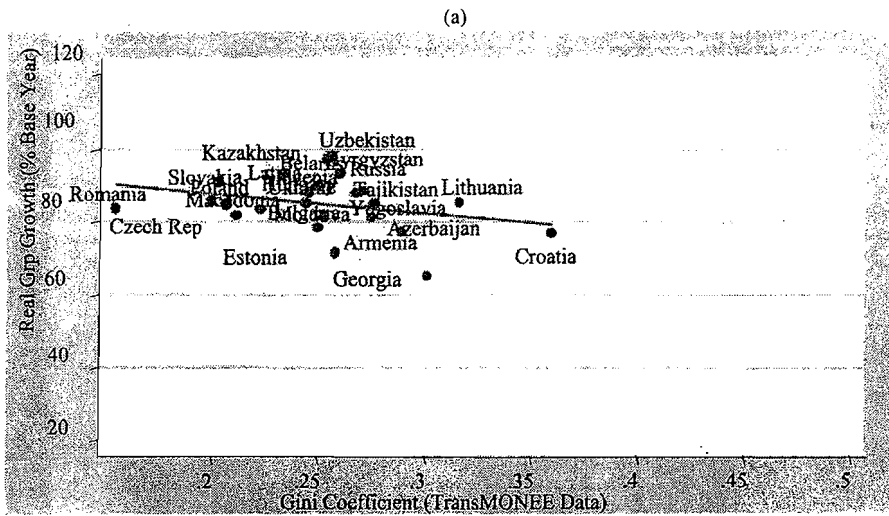 (a)
120
100
80
60
40
20
Real Grp Growth (% Base Year)
Uzbekistan
Kazakhstan
Kyrgyzstan
Russia
Slovakia
Poland
Tajikistan
Lithuania
Romania
Yugoslavia
Czech Rep
Bulgaria
Azerbaijan
Armenia
Estonia
Croatia
Georgia
.2 .25 .3 .35 .4 .45 .5
Gini Coefficient (TransMONEE Data)